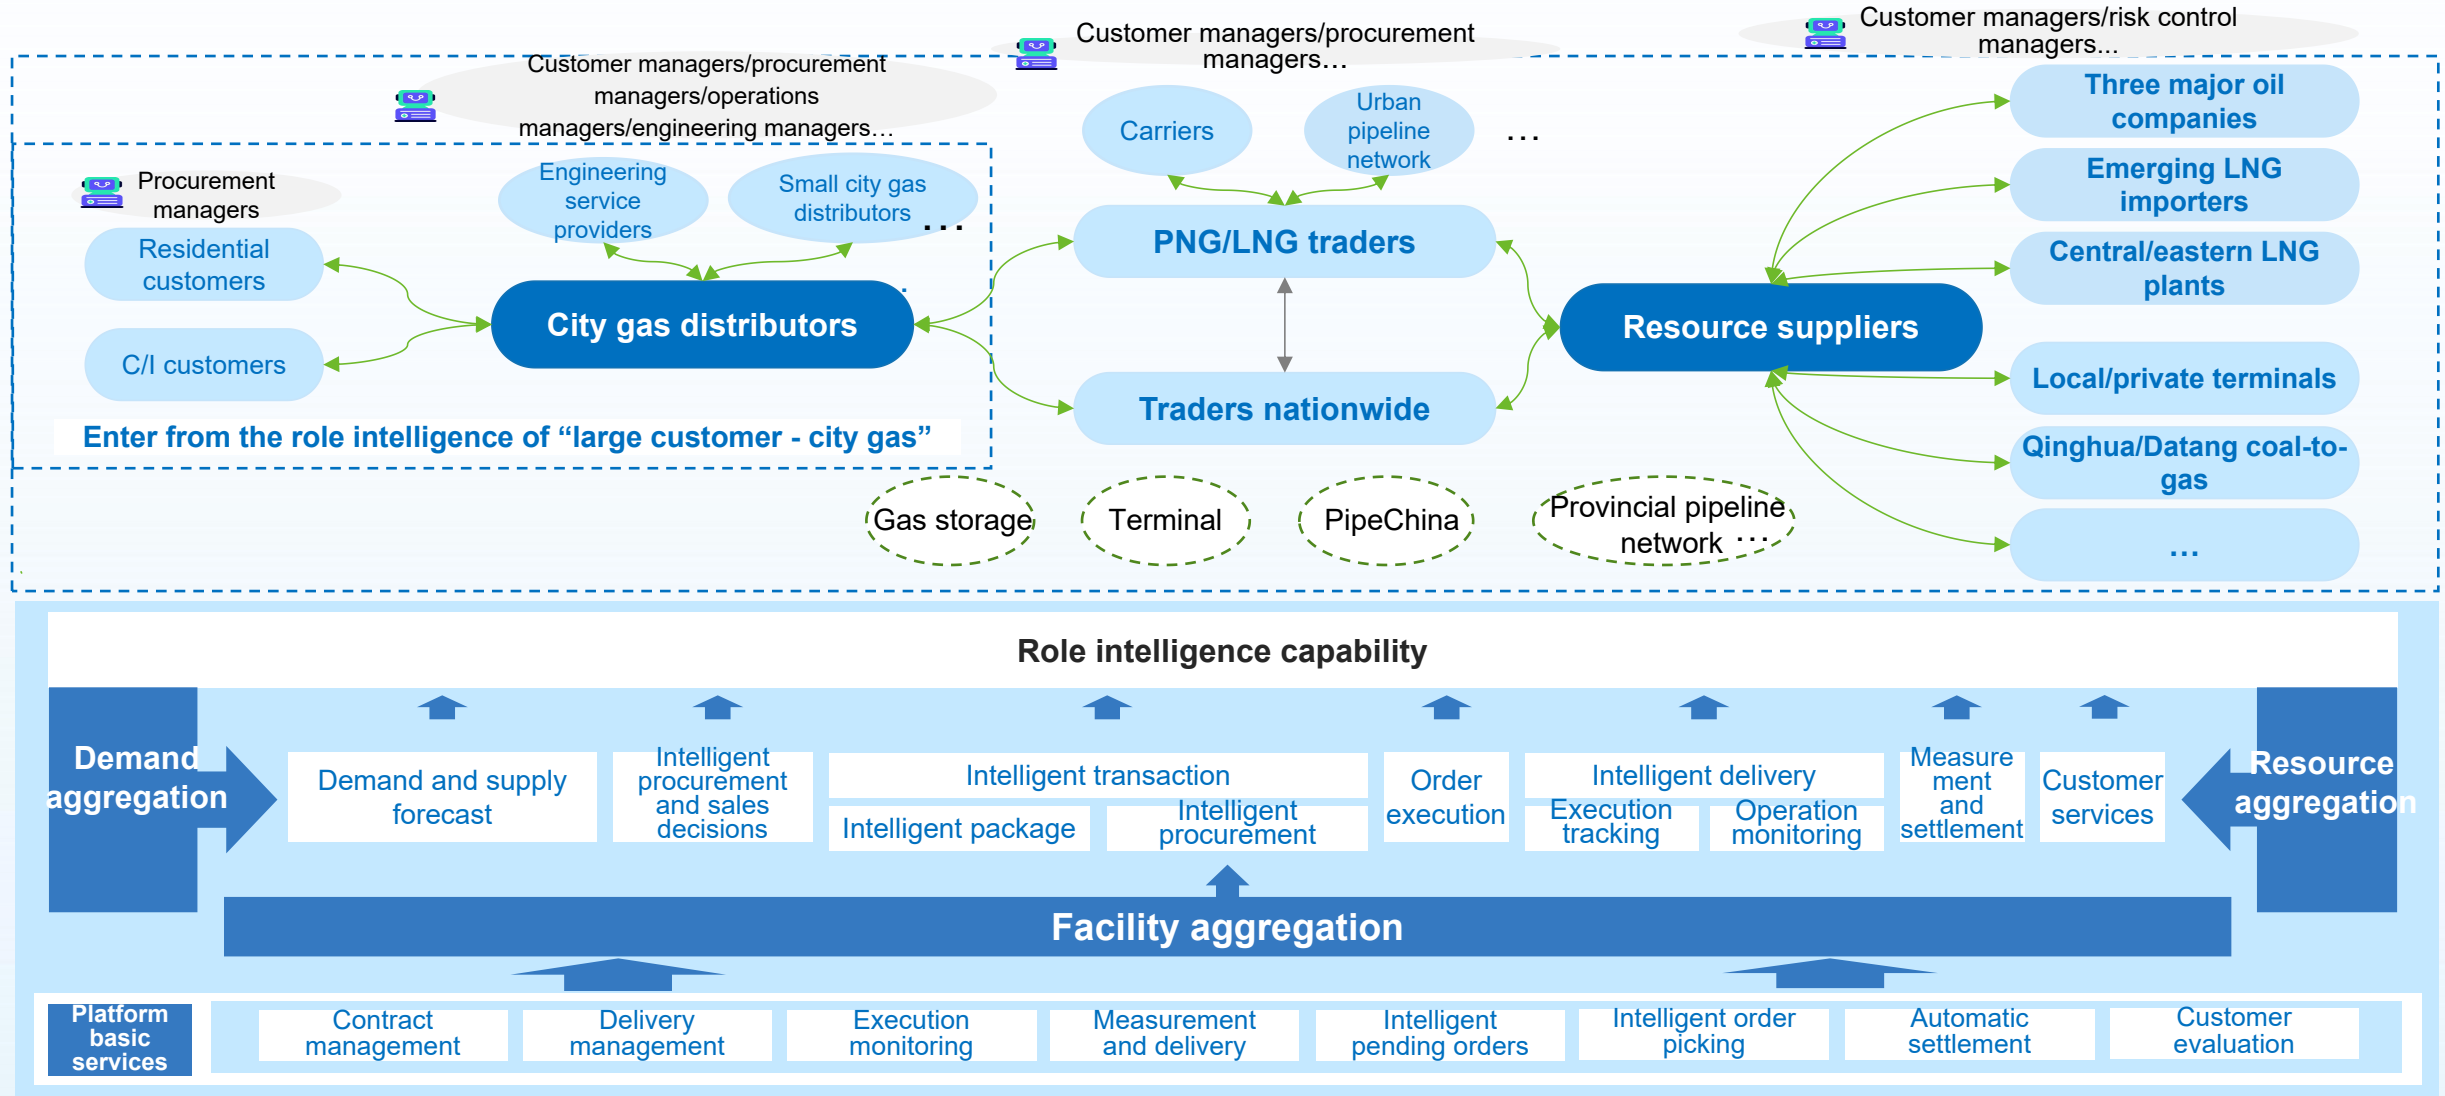 Customer managers/risk control
managers...
Customer managers/procurement
managers…
Customer managers/procurement
managers/operations
managers/engineering managers…
Procurement
managers
Residential
customers
C/I customers
Engineering
service
providers
Small city gas
distributors
…
City gas distributors
Enter from the role intelligence of “large customer - city gas”
Carriers
Urban
pipeline
network
…
PNG/LNG traders
Traders nationwide
Resource suppliers
Three major oil
companies
Emerging LNG
importers
Central/eastern LNG
plants
Local/private terminals
Qinghua/Datang coal-to-
gas
…
Gas storage
Terminal
PipeChina
Provincial pipeline
network …
Role intelligence capability
Demand
aggregation
Demand and supply
forecast
Intelligent
procurement
and sales
decisions
Intelligent transaction
Intelligent package
Intelligent
procurement
Order
execution
Intelligent delivery
Execution
tracking
Operation
monitoring
Measure
ment
and
settlement
Customer
services
Resource
aggregation
Facility aggregation
Platform
basic
services
Contract
management
Delivery
management
Execution
monitoring
Measurement
and delivery
Intelligent
pending orders
Intelligent order
picking
Automatic
settlement
Customer
evaluation